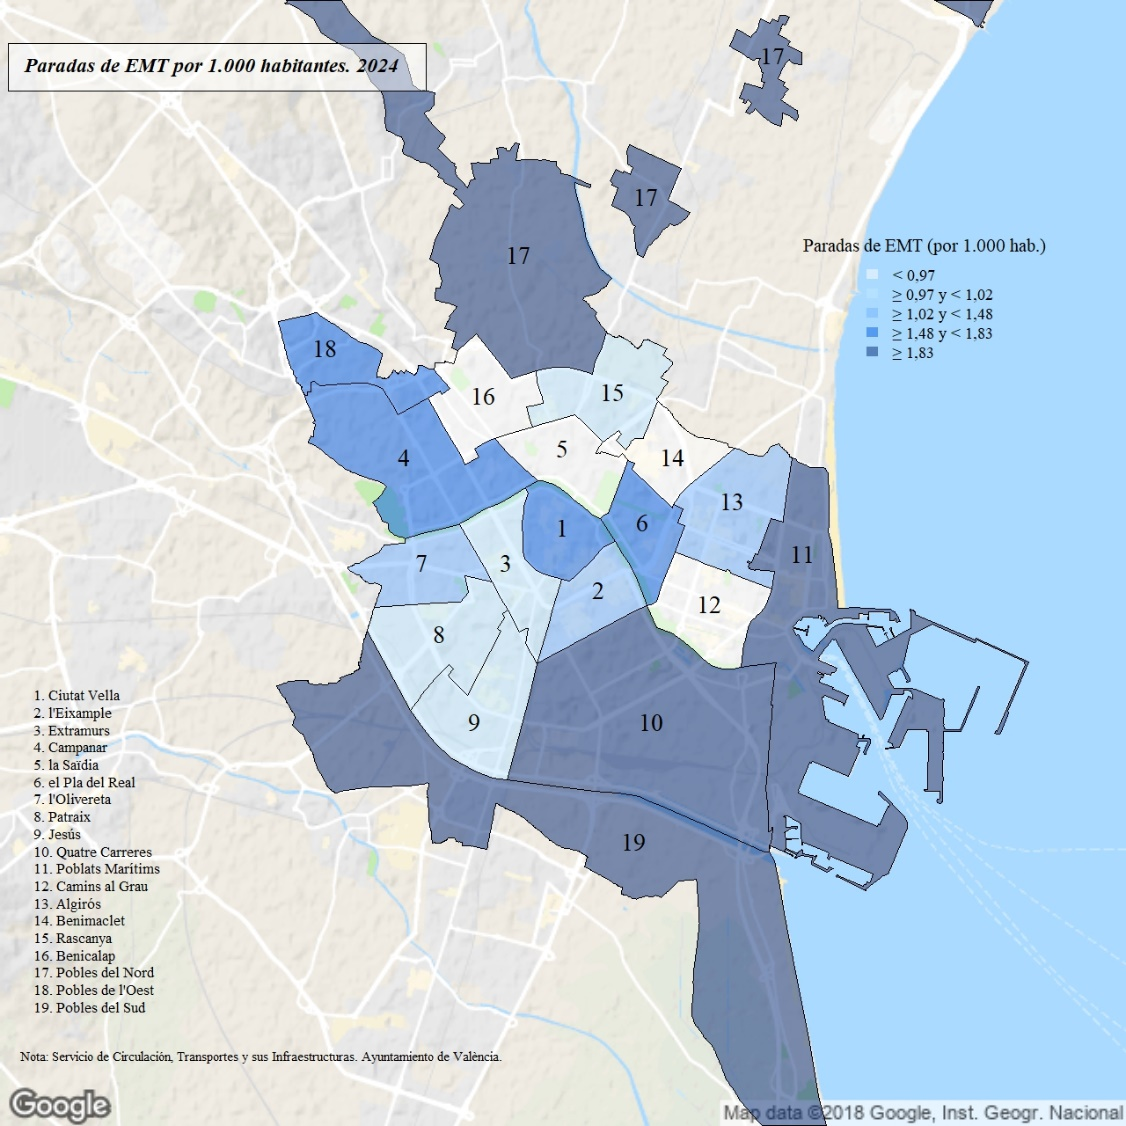 Paradas de EMT por 1.000 habitantes. 2024
17
17
17
Paradas de EMT (por 1.000 hab.)
< 0,97
≥ 0,97 y < 1,02
≥ 1,02 y < 1,48
≥ 1,48 y < 1,83
≥ 1,83
18
16
15
4
5
14
13
1
6
11
7
3
2
12
8
9
10
19
1. Ciutat Vella
2. l'Eixample
3. Extramurs
4. Campanar
5. la Saïdia
6. el Pla del Real
7. l'Olivereta
8. Patraix
9. Jesús
10. Quatre Carreres
11. Poblats Marítims
12. Camins al Grau
13. Algirós
14. Benimaclet
15. Rascanya
16. Benicalap
17. Pobles del Nord
18. Pobles de l'Oest
19. Pobles del Sud
Nota: Servicio de Circulación, Transportes y sus Infraestructuras. Ayuntamiento de València.
Google
Map data ©2018 Google, Inst. Geogr. Nacional